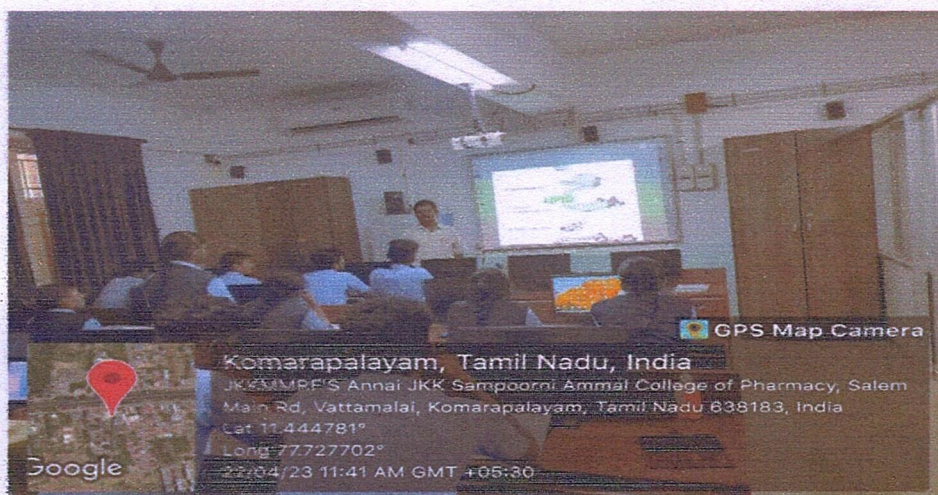 GPS Map Camera
Komarapalayam, Tamil Nadu, India
JKKMMRF'S Annai JKK Sampoorni Ammal College of Pharmacy, Salem
Main Rd, Vattamalai, Komarapalayam, Tamil Nadu 638183, India
Lat 11.444781°
Long 77.727702°
27/04/23 11:41 AM GMT +05:30
Google